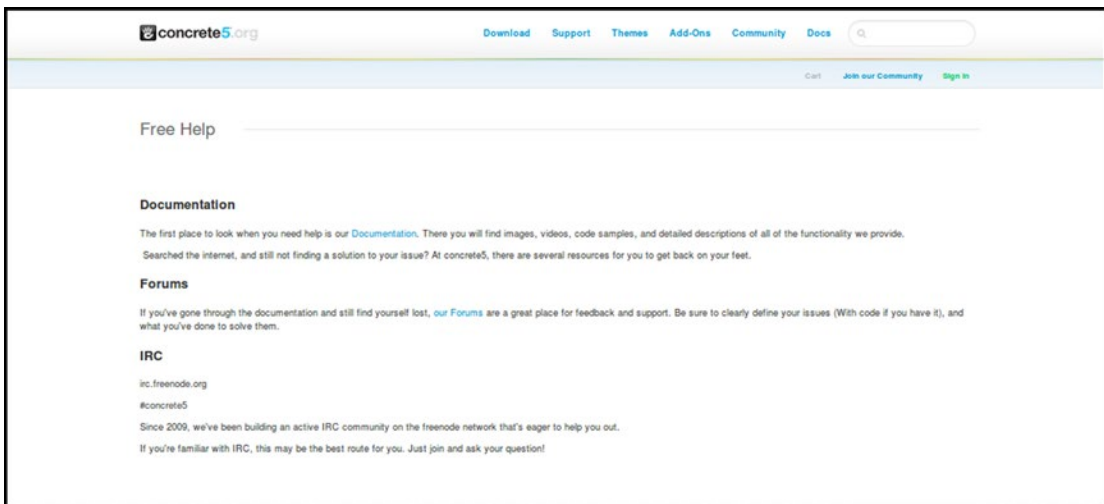 concrete5.org
Download Support Themes Add-Ons Community Docs
Cart Join our Community Sign In
Free Help
Documentation
The first place to look when you need help is our Documentation. There you will find images, videos, code samples, and detailed descriptions of all of the functionality we provide.
Searched the internet, and still not finding a solution to your issue? At concrete5, there are several resources for you to get back on your feet.
Forums
If you've gone through the documentation and still find yourself lost, our Forums are a great place for feedback and support. Be sure to clearly define your issues (With code if you have it), and
what you've done to solve them.
IRC
irc.freenode.org
#concrete5
Since 2009, we've been building an active IRC community on the freenode network that's eager to help you out.
If you're familiar with IRC, this may be the best route for you. Just join and ask your question!